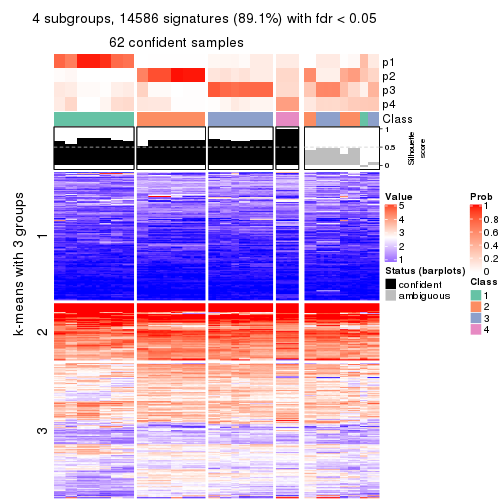 4 subgroups, 14586 signatures (89.1%) with fdr < 0.05
62 confident samples
p1
p2
p3
p4
Class
1
0.5
0
Silhouette
score
k-means with 3 groups
1
2
3
Value
5
4
3
2
1
Status (barplots)
confident
ambiguous
Prob
1
0.8
0.6
0.4
0.2
0
Class
1
2
3
4